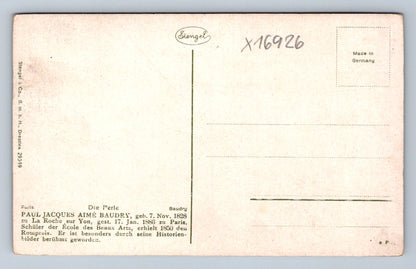 Stengel
X16926
Made in
Germany
Stengel & Co., G. m. b. H., Dresden 29319
Paris Die Perle Baudry
PAUL JACQUES AIMÉ BAUDRY, geb. 7. Nov. 1828
zu La Roche sur Yon, gest. 17. Jan. 1886 zu Paris,
Schüler der École des Beaux Arts, erhielt 1850 den
Rompreis. Er ist besonders durch seine Historien-
bilder berühmt geworden.